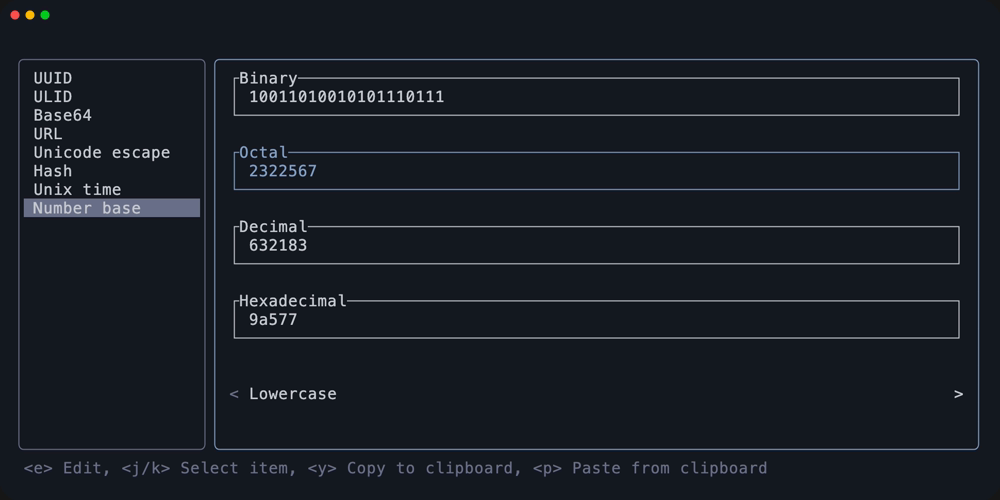 UUID
ULID
Base64
URL
Unicode escape
Hash
Unix time
Number base
Binary
10011010010101110111
Octal
2322567
Decimal
632183
Hexadecimal
9a577
< Lowercase >
<e> Edit, <j/k> Select item, <y> Copy to clipboard, <p> Paste from clipboard